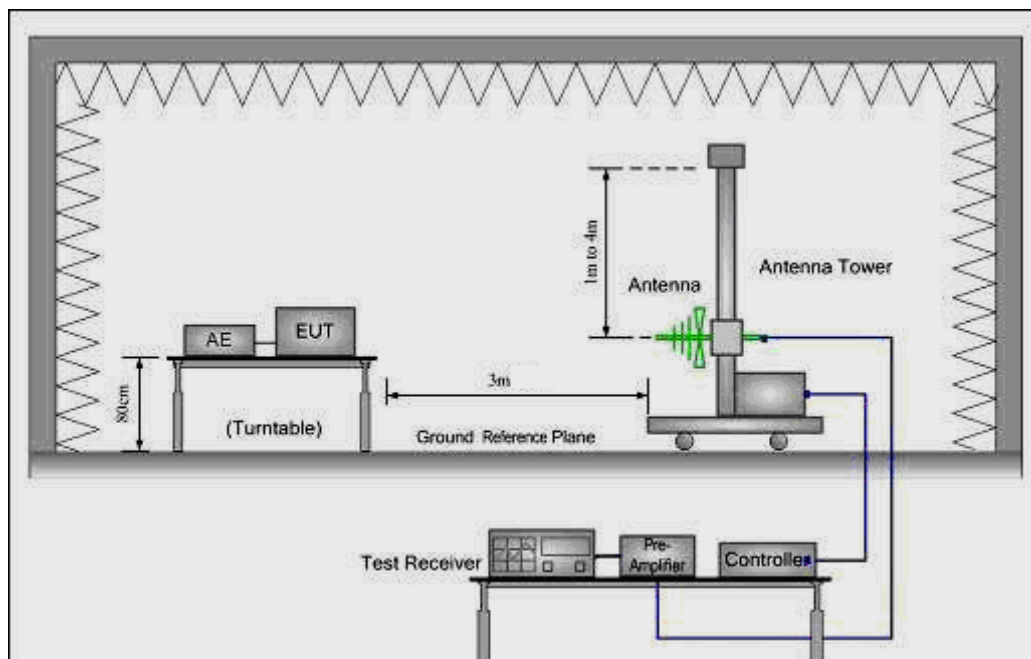 1m to 4m
Antenna Tower
Antenna
AE
EUT
80cm
3m
(Turntable)
Ground Reference Plane
Test Receiver
Pre-
Amplifier
Controller